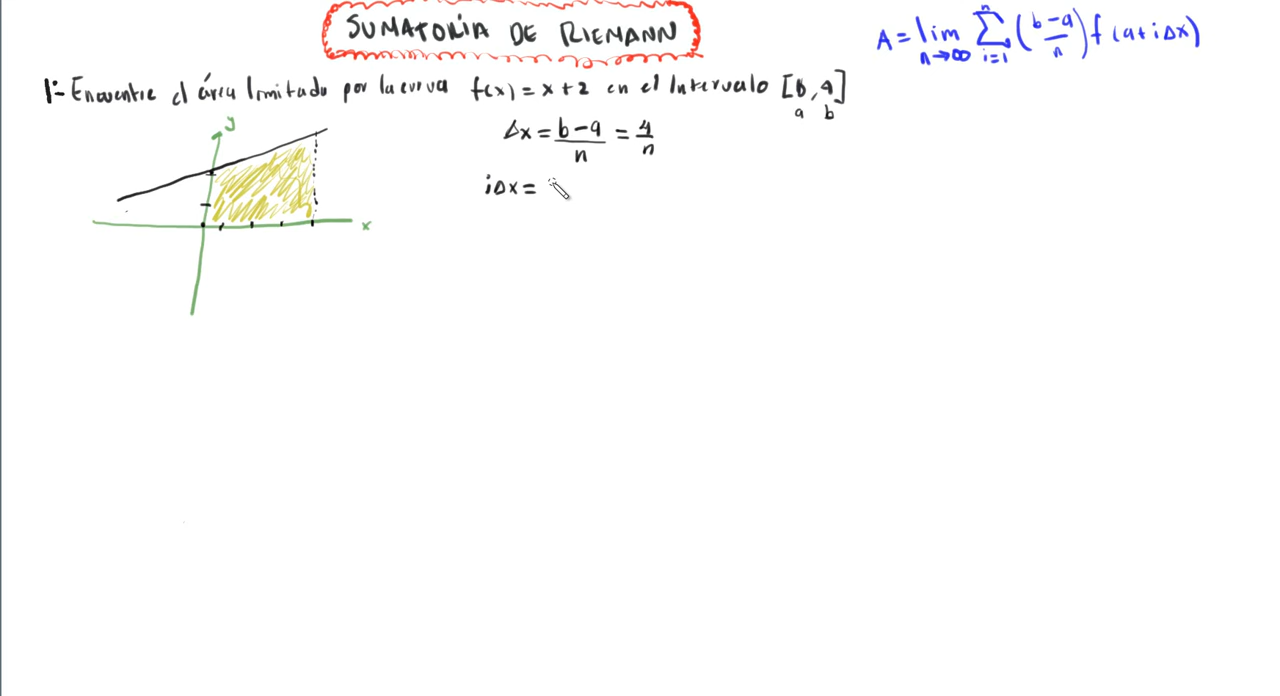 SUMATORIA DE RIEMANN
A = lim n→∞ Σ i=1 n (b-a/n) f(a+iΔx)
1:- Encuentre el área limitada por la curva f(x) = x + 2 en el Intervalo [0, 4]
a b
y
Δx = b-a/n = 4/n
iΔx =
x